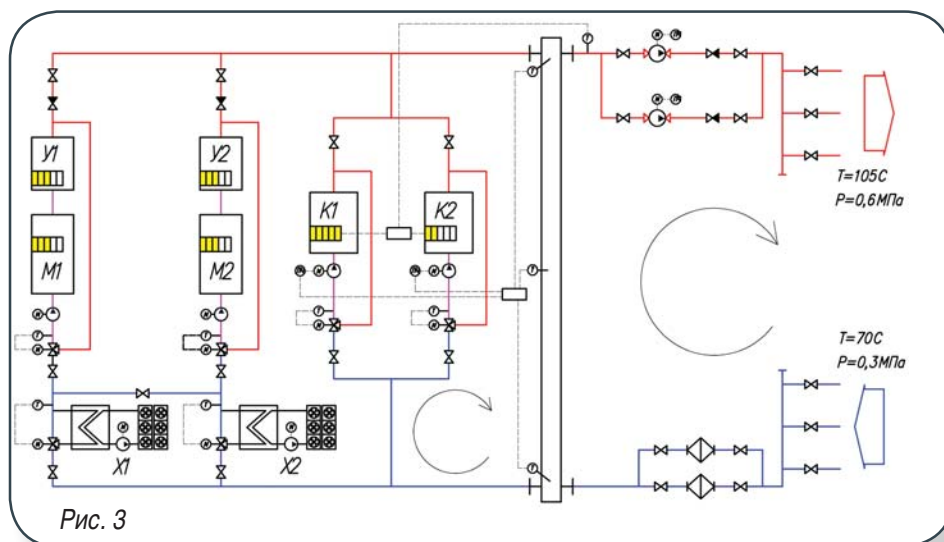 У1
У2
К1
К2
М1
М2
Т=105С
Р=0,6МПа
Т=70С
Р=0,3МПа
Х1
Х2
Рис. 3